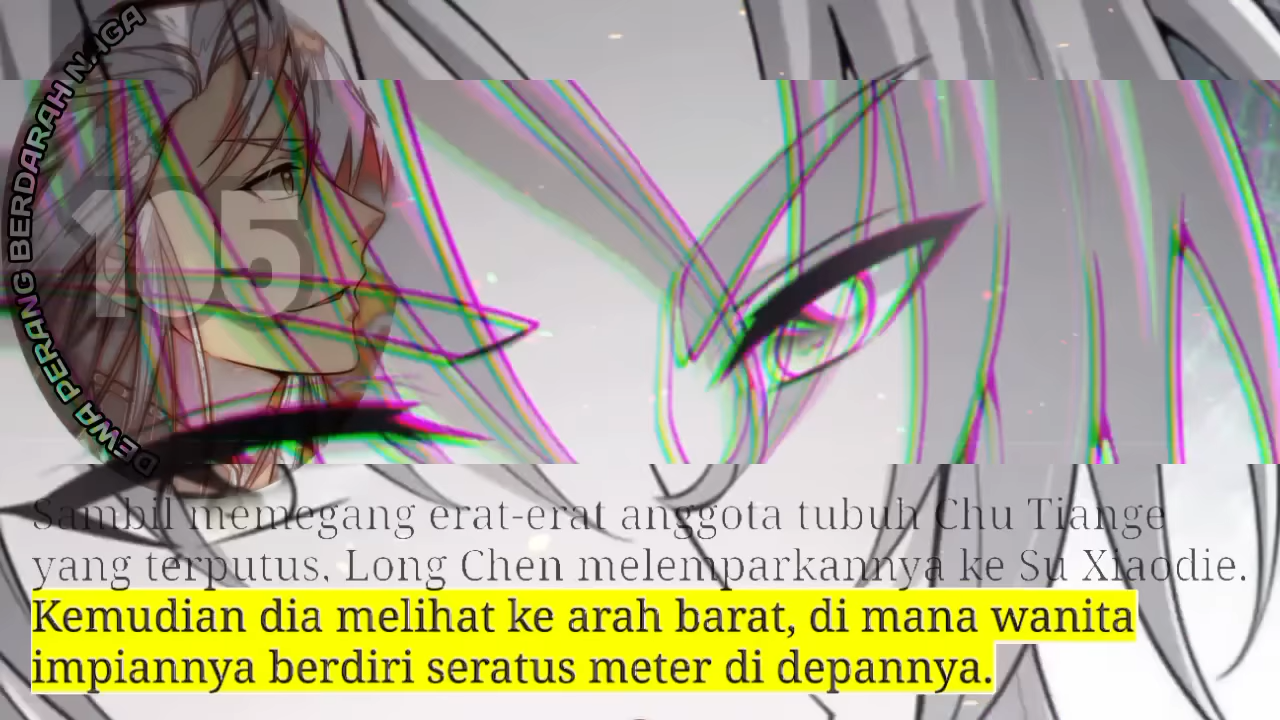 DEWA PERANG BERDARAH NAGA
105
Sambil memegang erat-erat anggota tubuh Chu Tiange
yang terputus, Long Chen melemparkannya ke Su Xiaodie.
Kemudian dia melihat ke arah barat, di mana wanita
impiannya berdiri seratus meter di depannya.